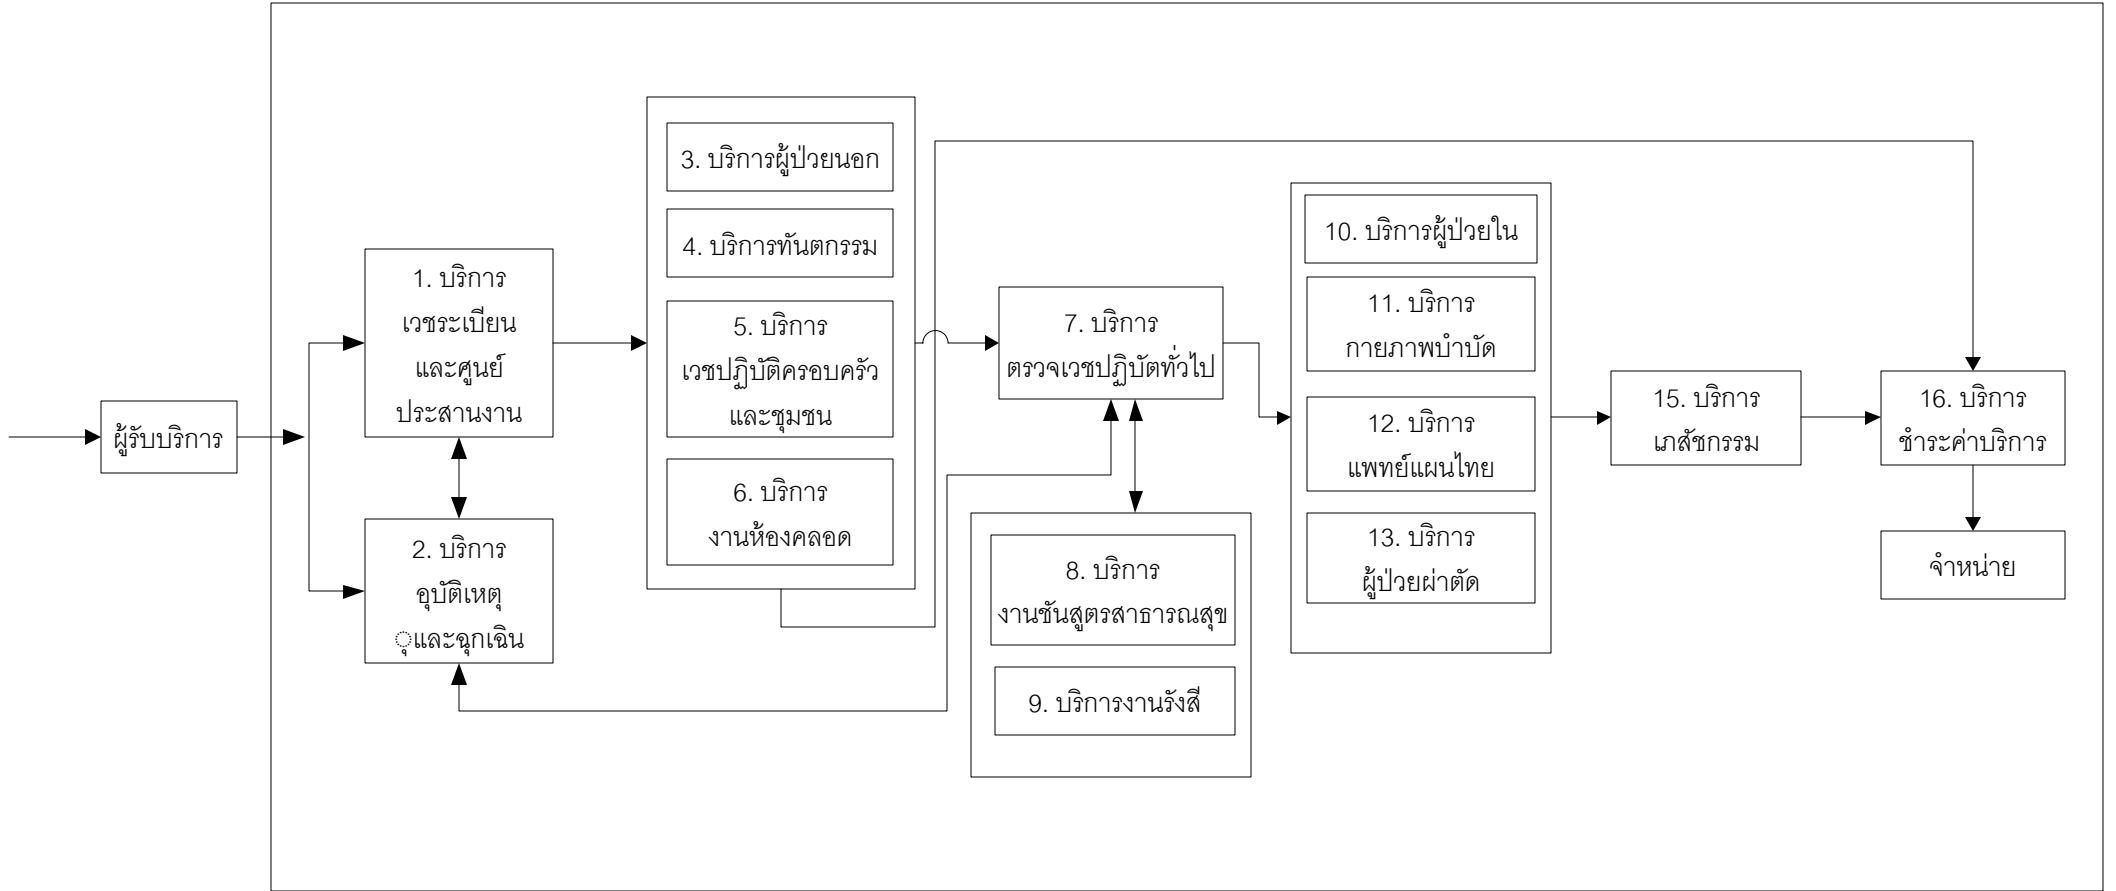 ผู้รับบริการ
1. บริการ
เวชระเบียน
และศูนย์
ประสานงาน
2. บริการ
อุบัติเหตุ
ุและฉุกเฉิน
3. บริการผู้ป่วยนอก
4. บริการทันตกรรม
5. บริการ
เวชปฏิบัติครอบครัว
และชุมชน
6. บริการ
งานห้องคลอด
7. บริการ
ตรวจเวชปฏิบัตทั่วไป
8. บริการ
งานชันสูตรสาธารณสุข
9. บริการงานรังสี
10. บริการผู้ป่วยใน
11. บริการ
กายภาพบำบัด
12. บริการ
แพทย์แผนไทย
13. บริการ
ผู้ป่วยผ่าตัด
15. บริการ
เภสัชกรรม
16. บริการ
ชำระค่าบริการ
จำหน่าย